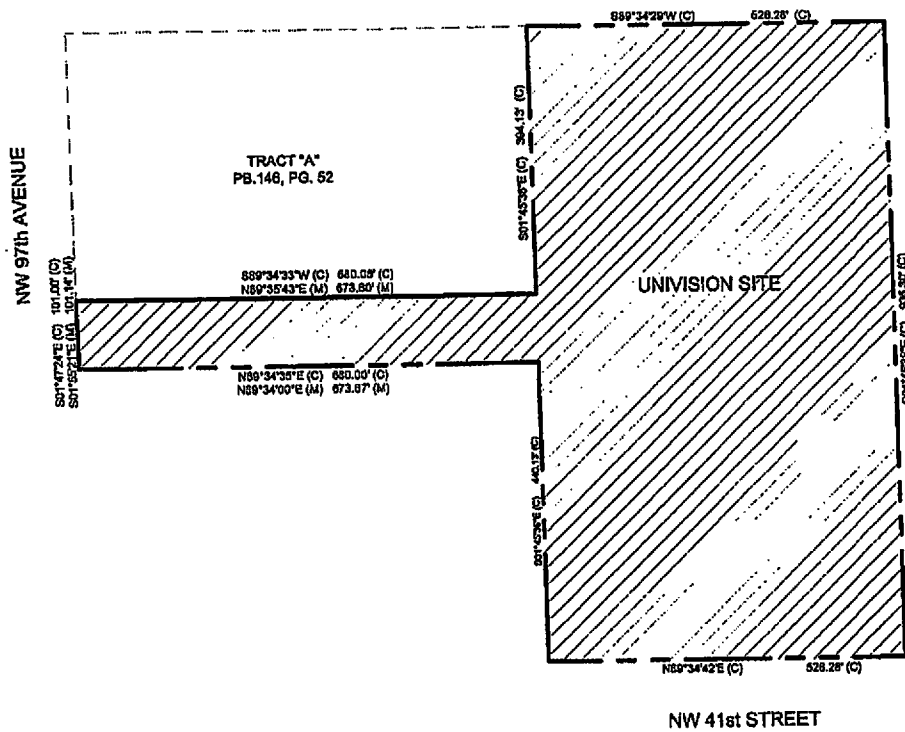 S89°34'29"W (C) 528.28' (C)
NW 97th AVENUE
TRACT "A"
PB.146, PG. 52
S01°45'36"E (C) 394.13' (C)
S89°34'33"W (C) 680.08' (C)
N89°35'43"E (M) 673.80' (M)
UNIVISION SITE
S01°47'24"E (C) 101.00' (C)
S01°55'21"E (M) 101.14' (M)
N89°34'35"E (C) 680.00' (C)
N89°34'00"E (M) 673.87' (M)
S01°45'36"E (C) 440.13' (C)
N89°34'42"E (C) 528.28' (C)
NW 41st STREET